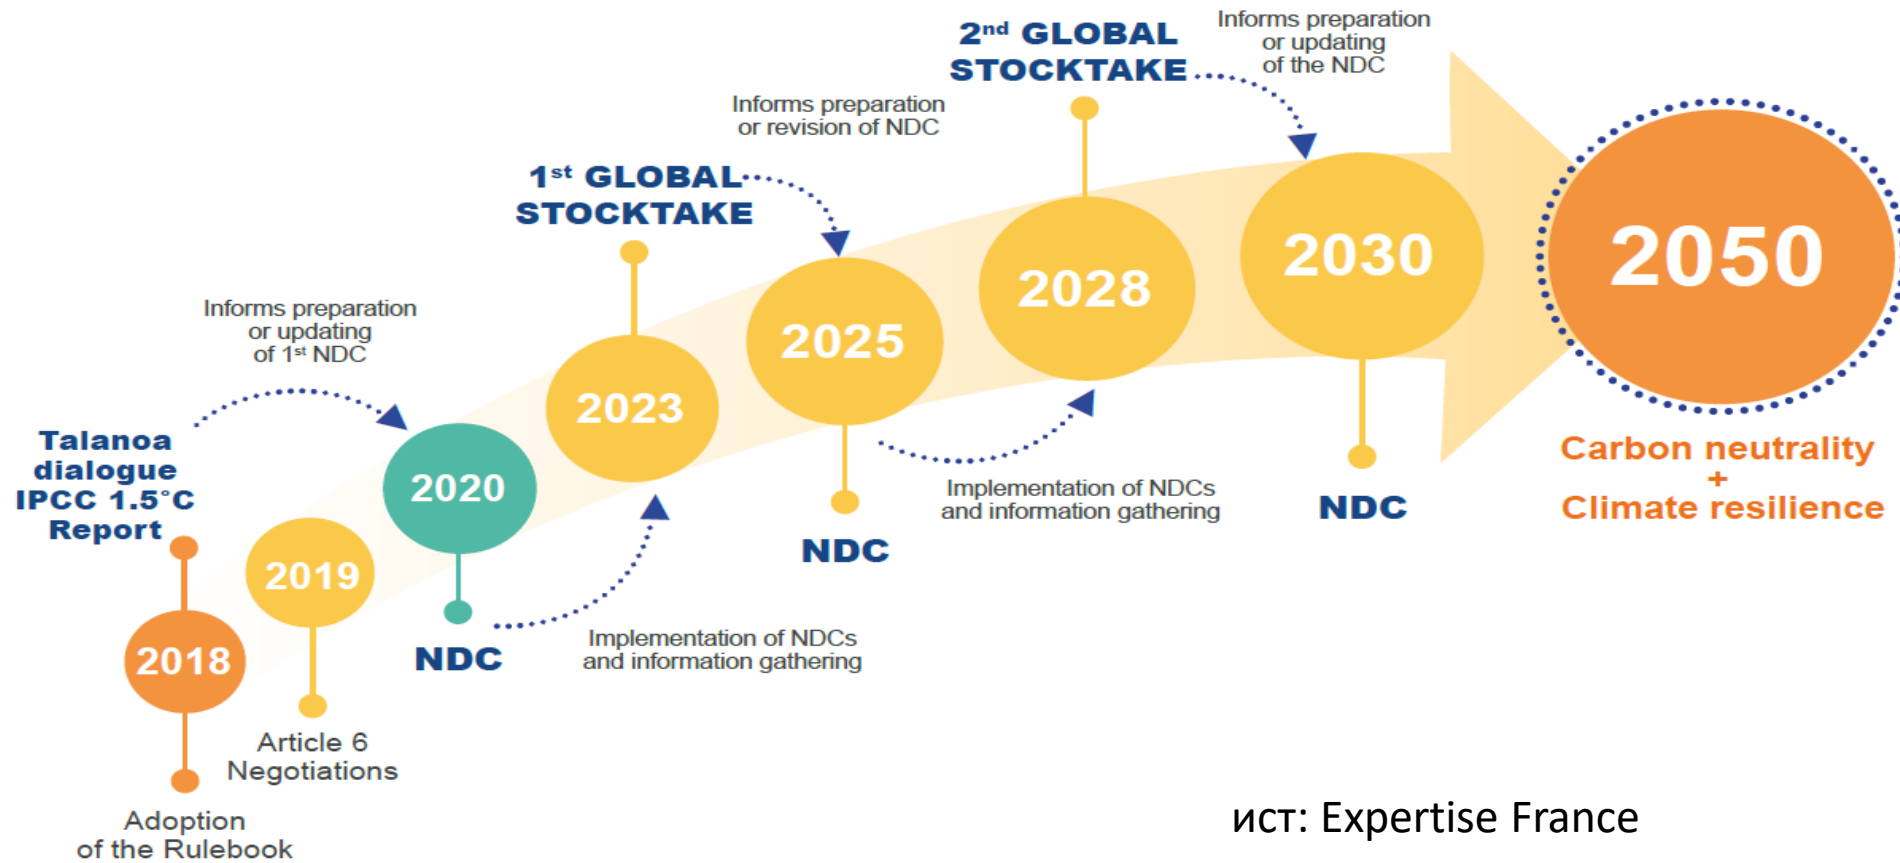 Talanoa
dialogue
IPCC 1.5°C
Report
2018
Adoption
of the Rulebook
2019
Article 6
Negotiations
Informs preparation
or updating
of 1st NDC
2020
NDC
Implementation of NDCs
and information gathering
1st GLOBAL
STOCKTAKE
2023
Informs preparation
or revision of NDC
2025
NDC
Implementation of NDCs
and information gathering
2nd GLOBAL
STOCKTAKE
2028
Informs preparation
or updating
of the NDC
2030
NDC
2050
Carbon neutrality
+
Climate resilience
ист: Expertise France